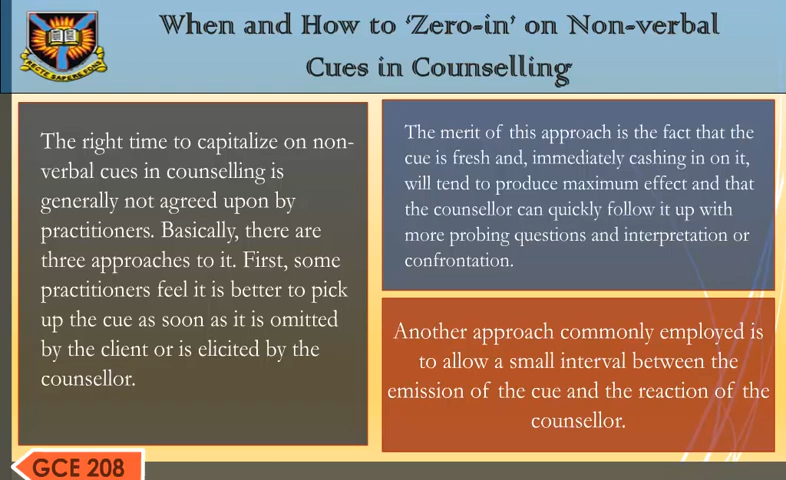 When and How to ‘Zero-in’ on Non-verbal
Cues in Counselling
The right time to capitalize on non-
verbal cues in counselling is
generally not agreed upon by
practitioners. Basically, there are
three approaches to it. First, some
practitioners feel it is better to pick
up the cue as soon as it is omitted
by the client or is elicited by the
counsellor.
The merit of this approach is the fact that the
cue is fresh and, immediately cashing in on it,
will tend to produce maximum effect and that
the counsellor can quickly follow it up with
more probing questions and interpretation or
confrontation.
Another approach commonly employed is
to allow a small interval between the
emission of the cue and the reaction of the
counsellor.
GCE 208